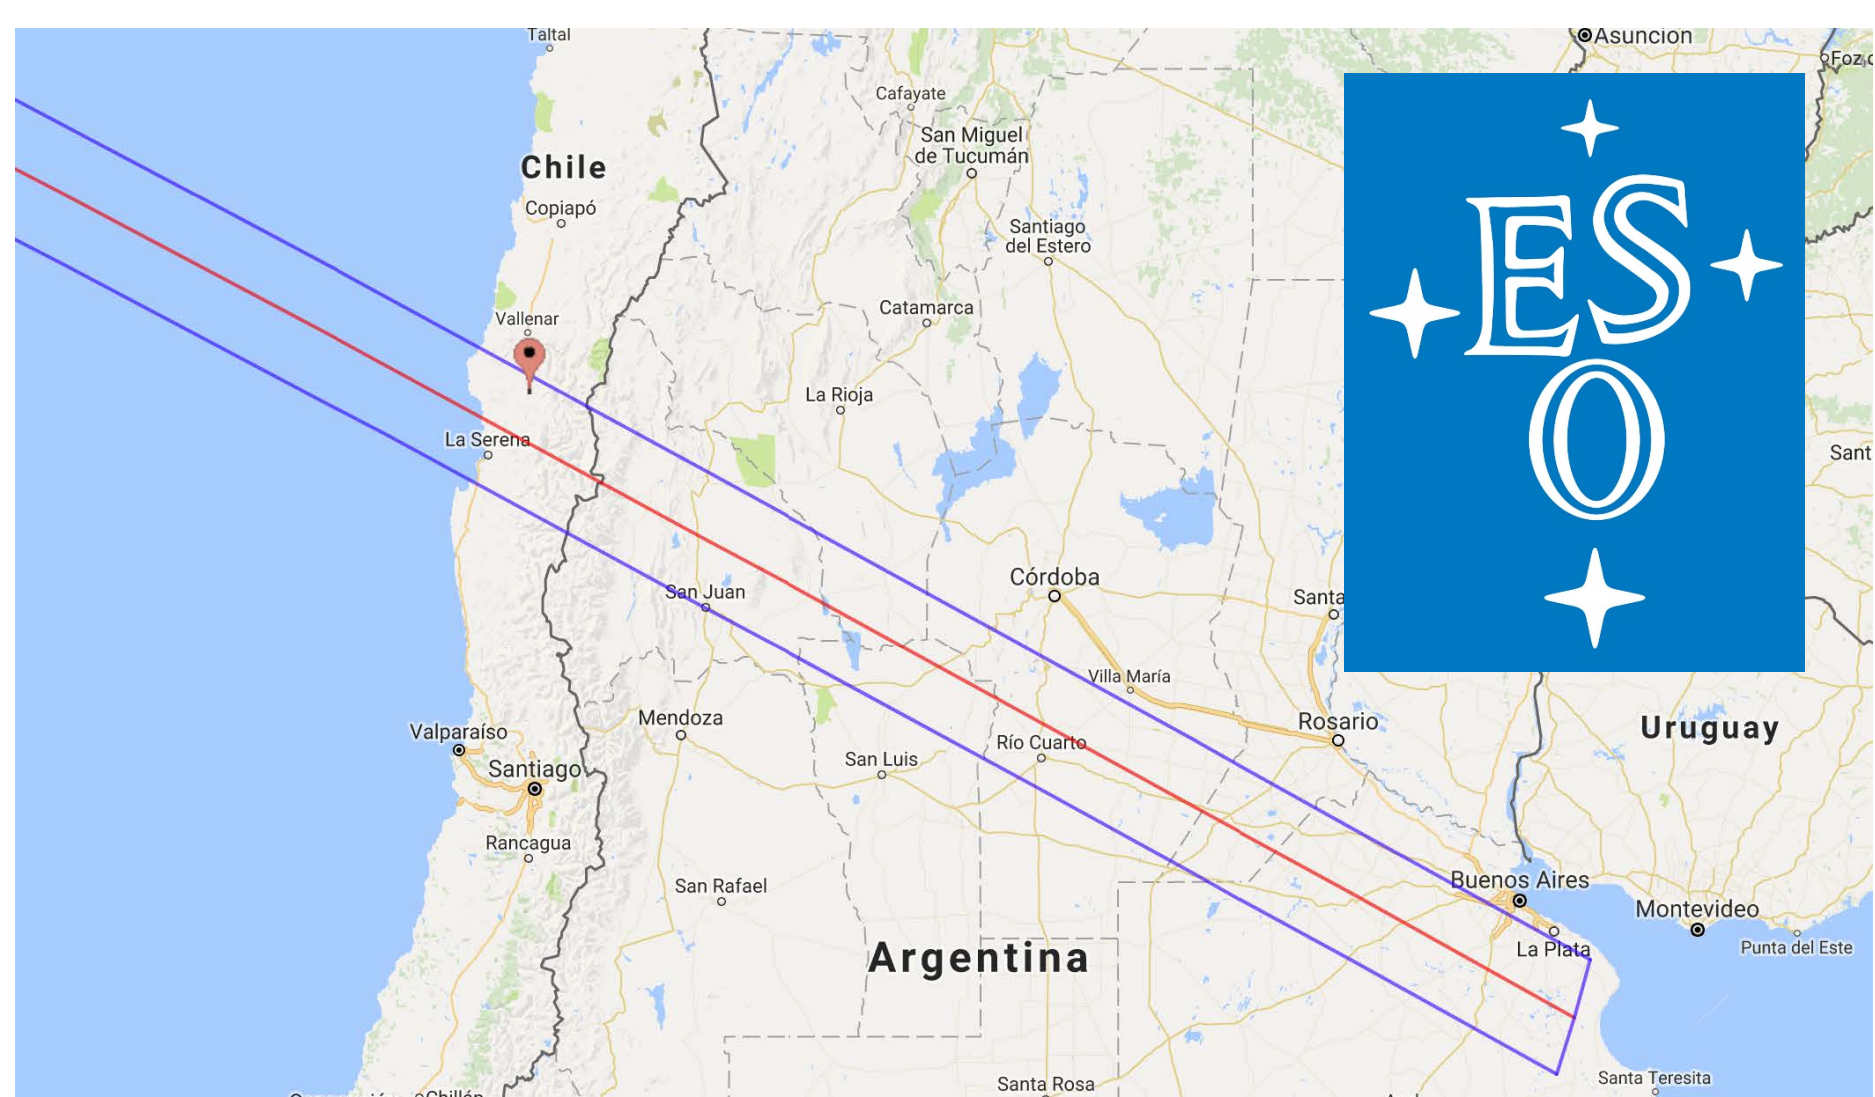 Taltal
Asuncion
Foz
Cafayate
San Miguel
de Tucumán
Chile
Copiapó
Santiago
del Estero
ES
O
Vallenar
Catamarca
La Rioja
La Serena
Sant
Córdoba
San Juan
Santa
Villa María
Mendoza
Rosario
Uruguay
Valparaíso
Río Cuarto
San Luis
Santiago
Rancagua
San Rafael
Buenos Aires
Montevideo
La Plata
Punta del Este
Argentina
Santa Rosa
Santa Teresita
Chillán